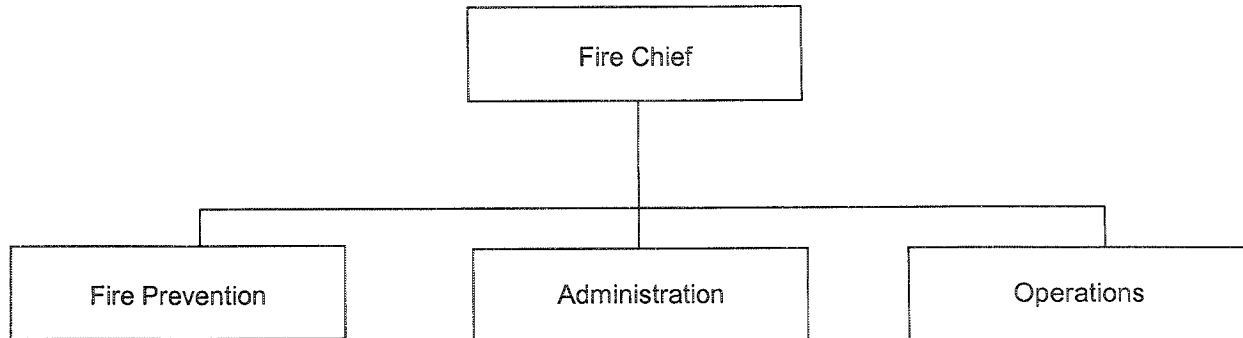 Fire Chief
Fire Prevention
Administration
Operations